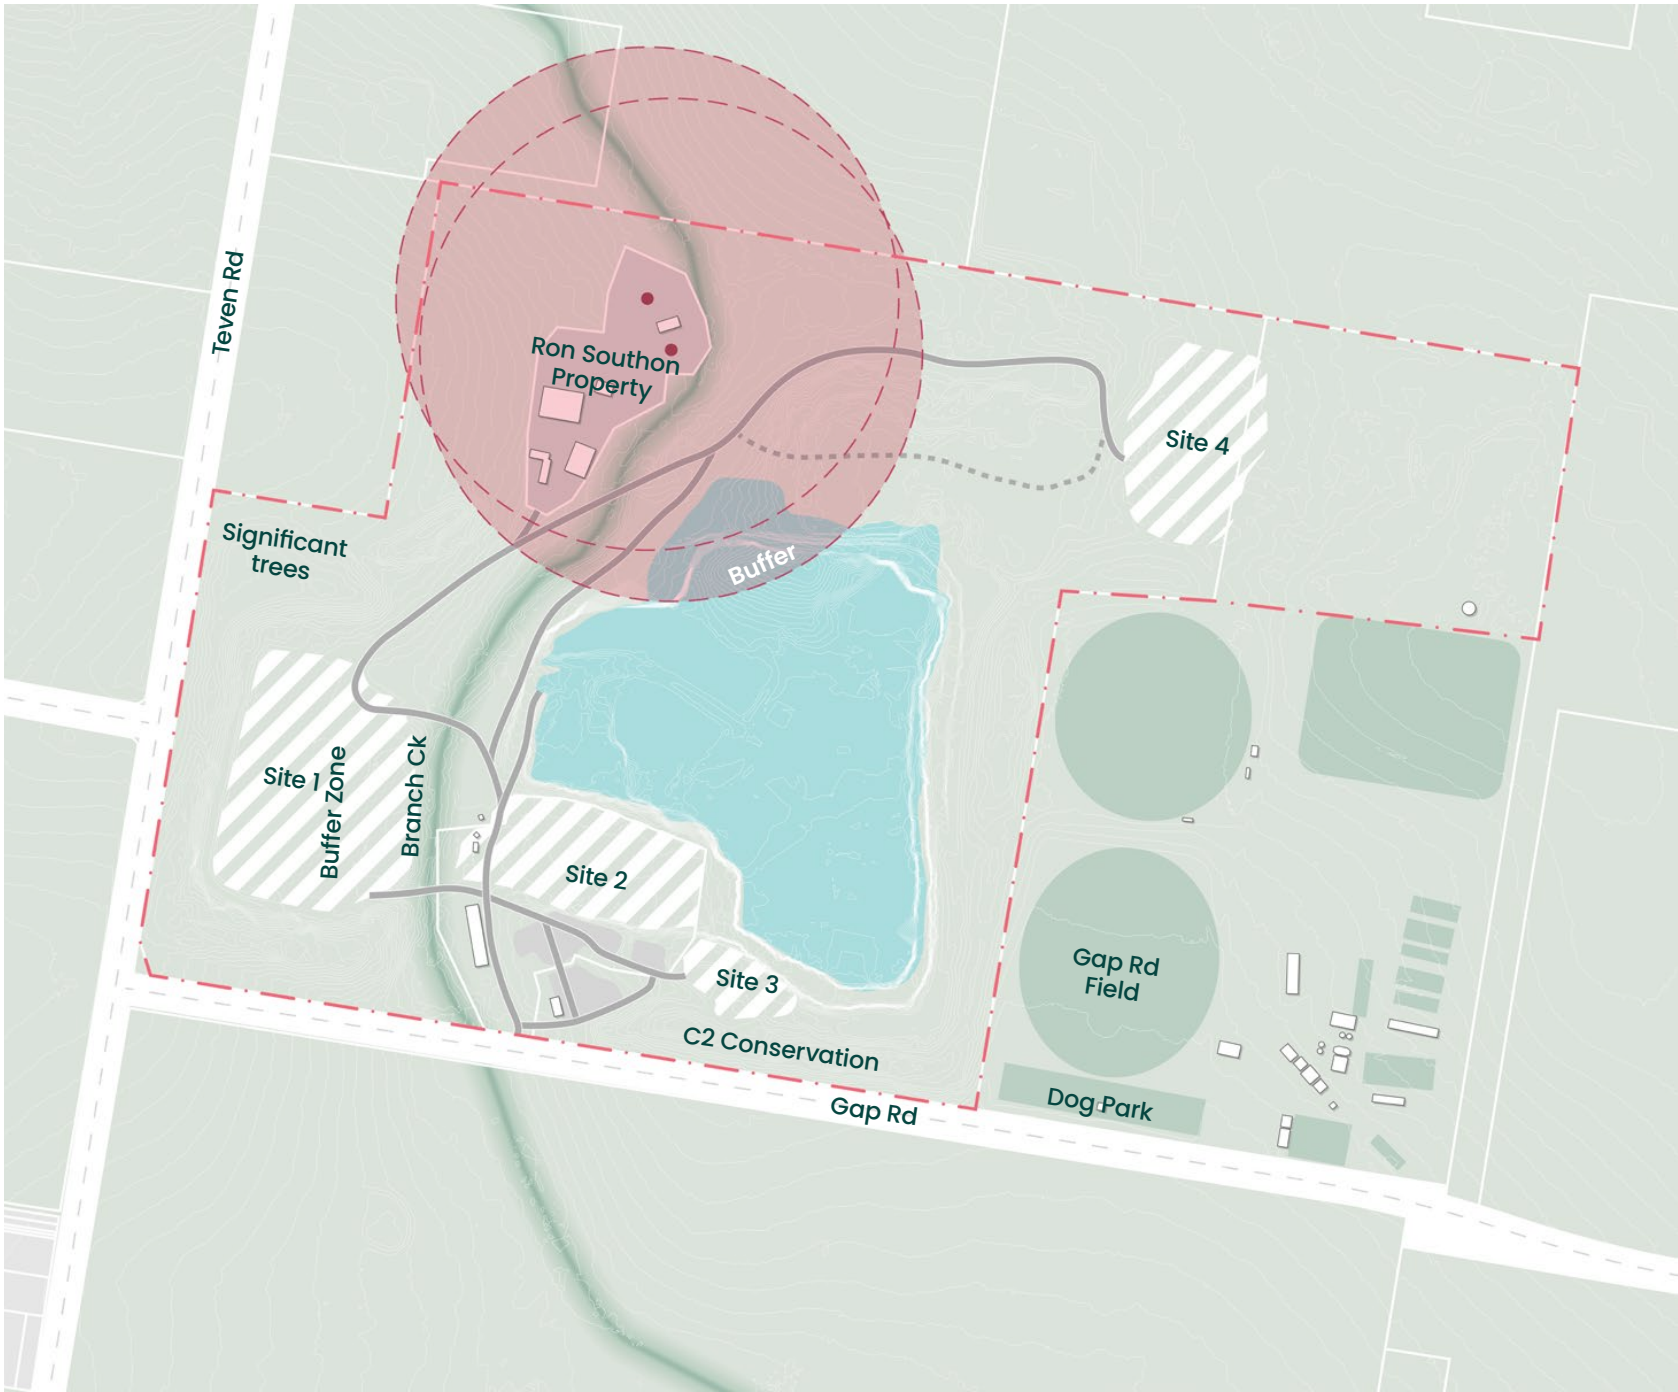 Teven Rd
Ron Southon
Property
Site 4
Significant
trees
Buffer
Site 1
Buffer Zone
Branch Ck
Site 2
Site 3
Gap Rd
Field
C2 Conservation
Dog Park
Gap Rd